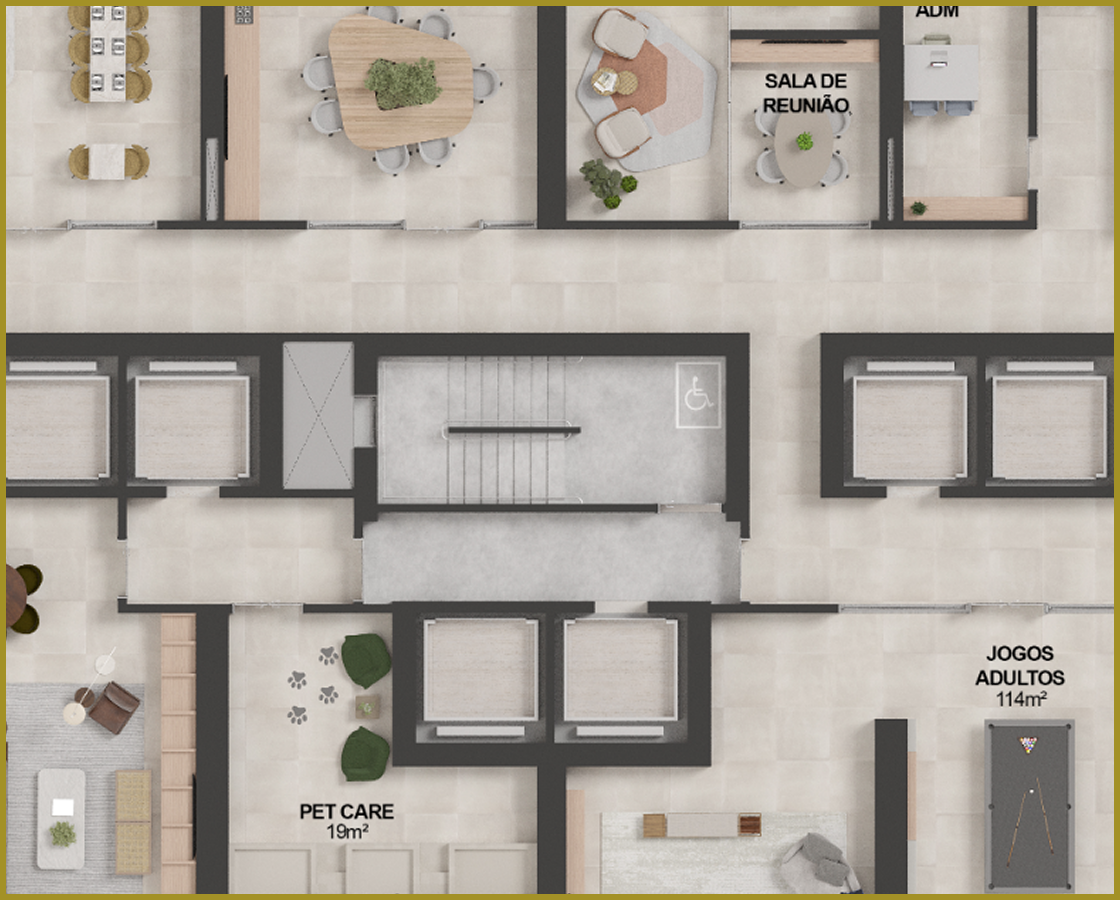 ADM
SALA DE
REUNIÃO
JOGOS
ADULTOS
114m²
PET CARE
19m²